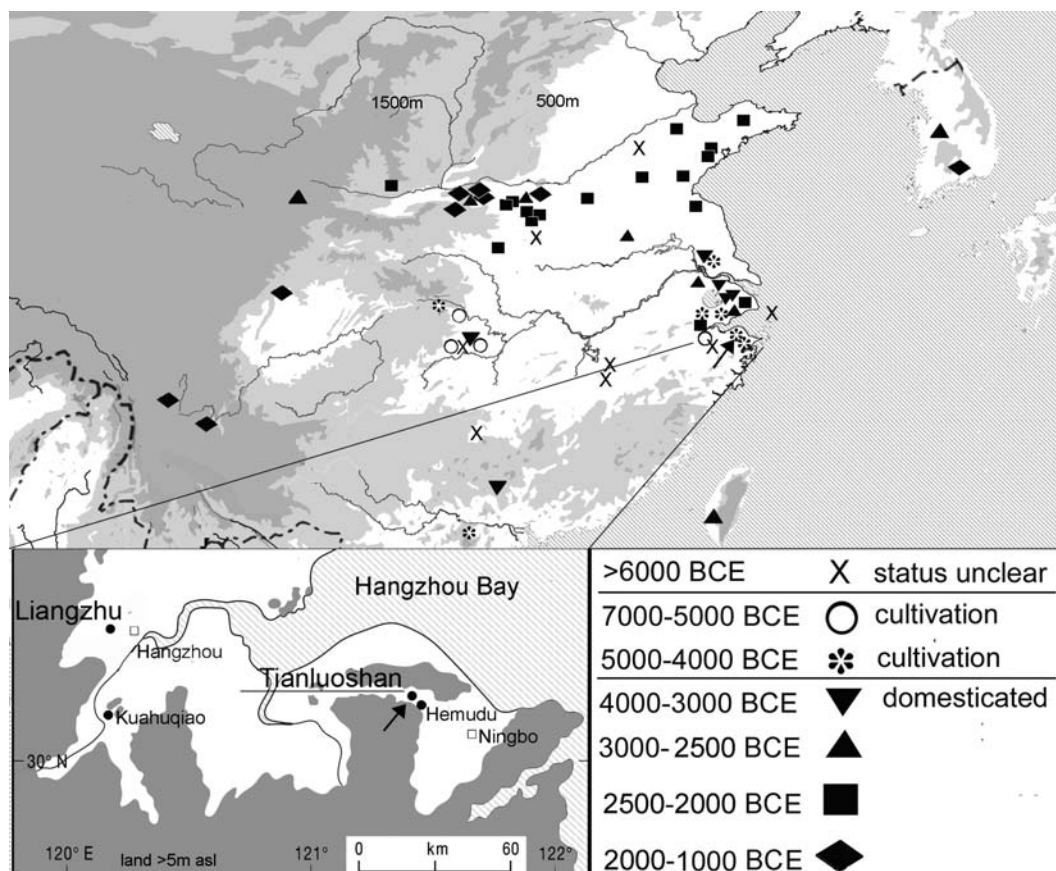 1500m
500m
Hangzhou Bay
Liangzhu
Hangzhou
Tianluoshan
Kuahuqiao
Hemudu
Ningbo
30° N
120° E
land >5m asl
121°
0 km 60
122°
>6000 BCE X status unclear
7000-5000 BCE cultivation
5000-4000 BCE cultivation
4000-3000 BCE domesticated
3000-2500 BCE
2500-2000 BCE
2000-1000 BCE